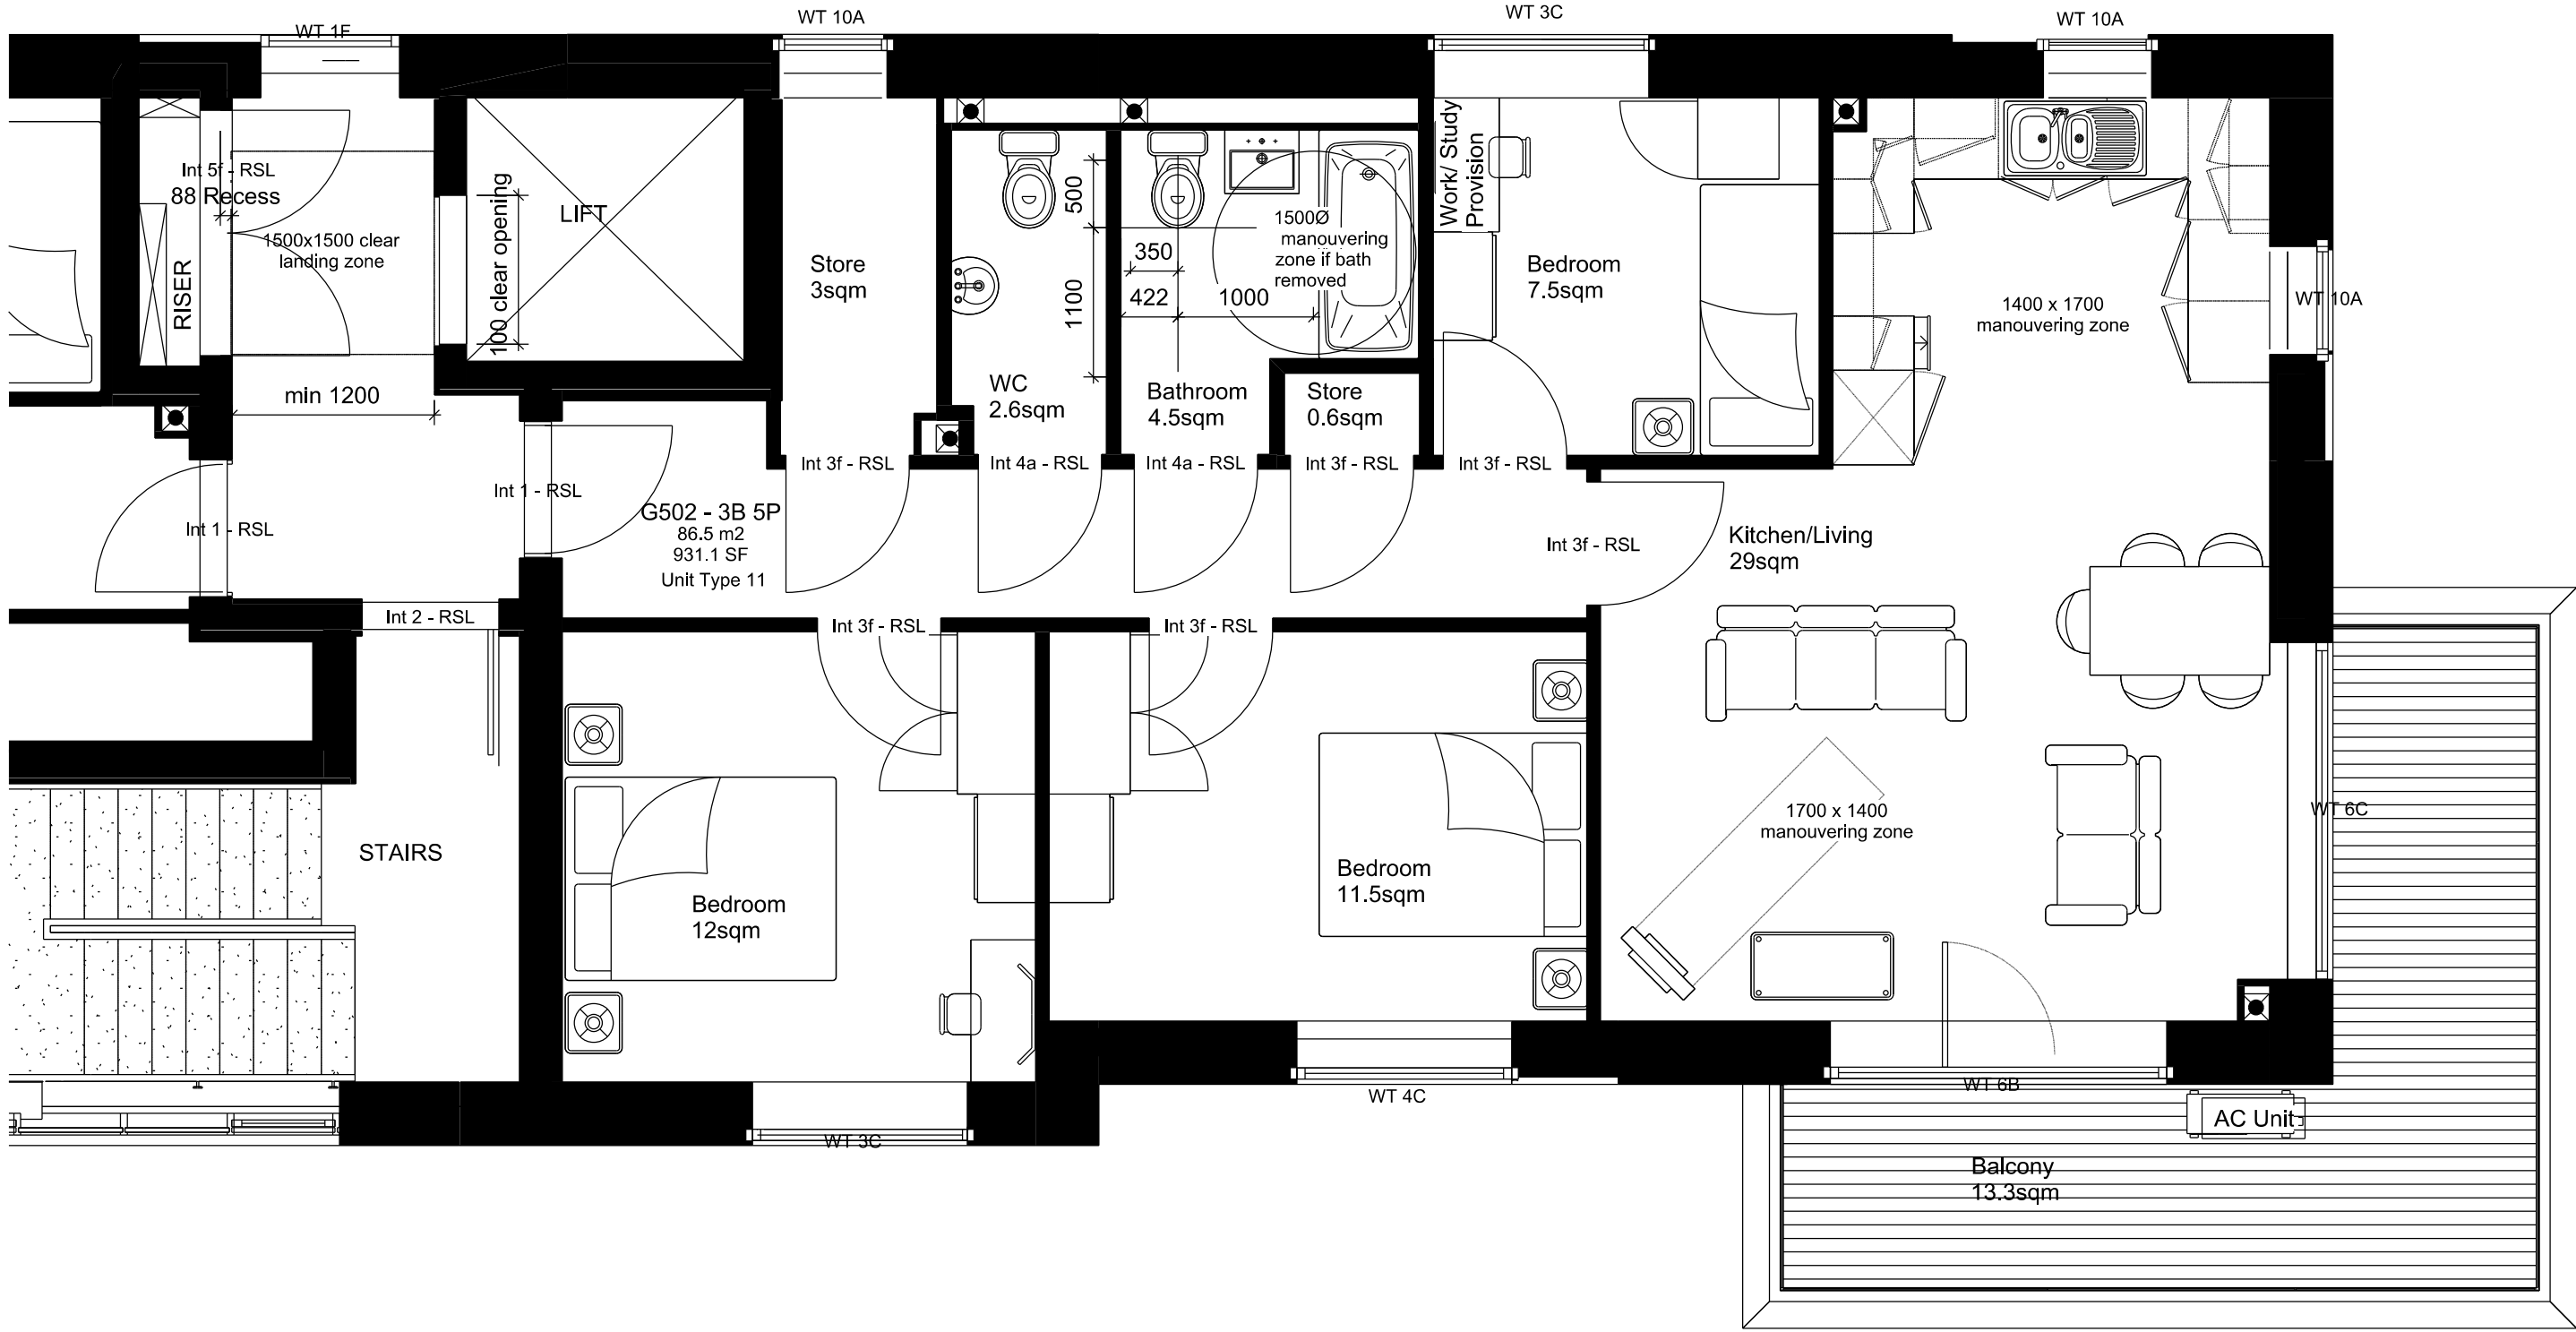 WT 1F
WT 10A
WT 3C
WT 10A
Int 5f - RSL
88 Recess
RISER
1500x1500 clear
landing zone
min 1200
100 clear opening
LIFT
Store
3sqm
WC
2.6sqm
500
1100
350
422
1000
1500Ø
manouvering
zone if bath
removed
Bathroom
4.5sqm
Store
0.6sqm
Work/ Study
Provision
Bedroom
7.5sqm
1400 x 1700
manouvering zone
WT 10A
Int 1 - RSL
Int 1 - RSL
Int 2 - RSL
Int 3f - RSL
Int 4a - RSL
Int 4a - RSL
Int 3f - RSL
Int 3f - RSL
G502 - 3B 5P
86.5 m2
931.1 SF
Unit Type 11
Int 3f - RSL
Kitchen/Living
29sqm
Int 3f - RSL
Int 3f - RSL
STAIRS
Bedroom
12sqm
Bedroom
11.5sqm
1700 x 1400
manouvering zone
WT 6C
WT 3C
WT 4C
WT 6B
AC Unit
Balcony
13.3sqm